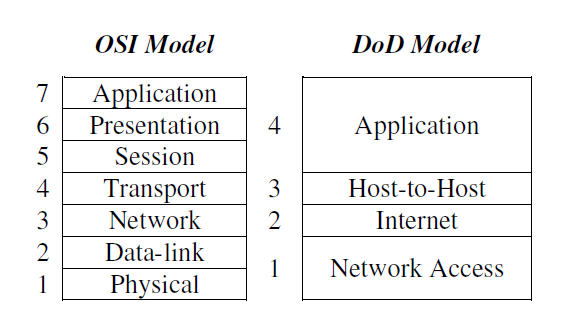 OSI Model DoD Model
7 Application
6 Presentation 4 Application
5 Session
4 Transport 3 Host-to-Host
3 Network 2 Internet
2 Data-link
1 Physical 1 Network Access